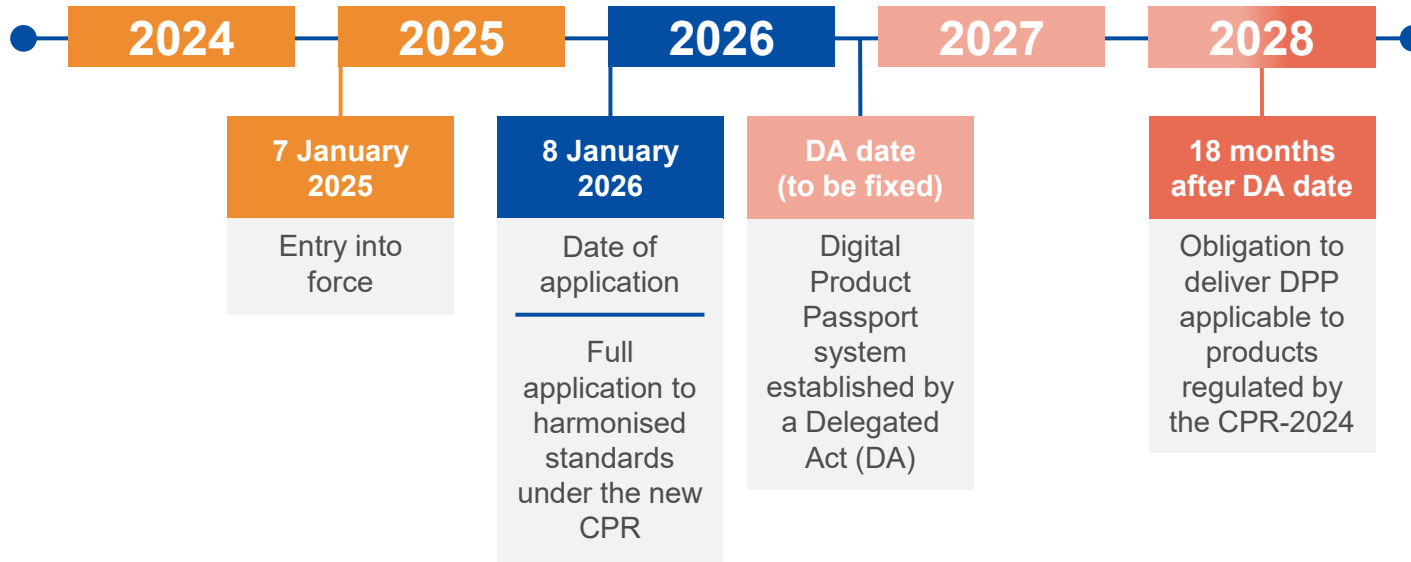 2024
2025
2026
2027
2028
7 January
2025
Entry into
force
8 January
2026
Date of
application
Full
application to
harmonised
standards
under the new
CPR
DA date
(to be fixed)
Digital
Product
Passport
system
established by
a Delegated
Act (DA)
18 months
after DA date
Obligation to
deliver DPP
applicable to
products
regulated by
the CPR-2024